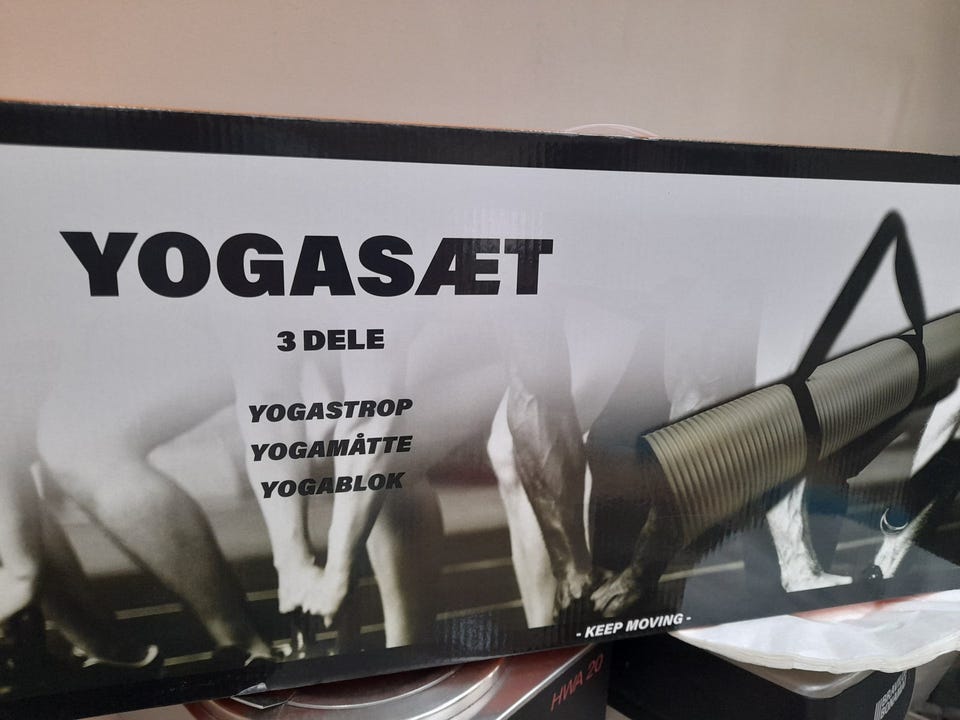 YOGASÆT
3 DELE
YOGASTROP
YOGAMÅTTE
YOGABLOK
- KEEP MOVING -
HWA 20